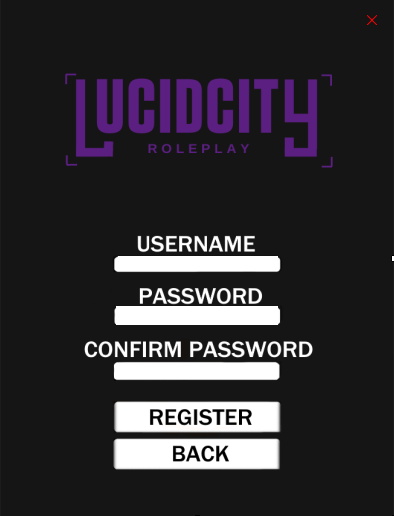 LUCIDCITY
ROLEPLAY
USERNAME
PASSWORD
CONFIRM PASSWORD
REGISTER
BACK